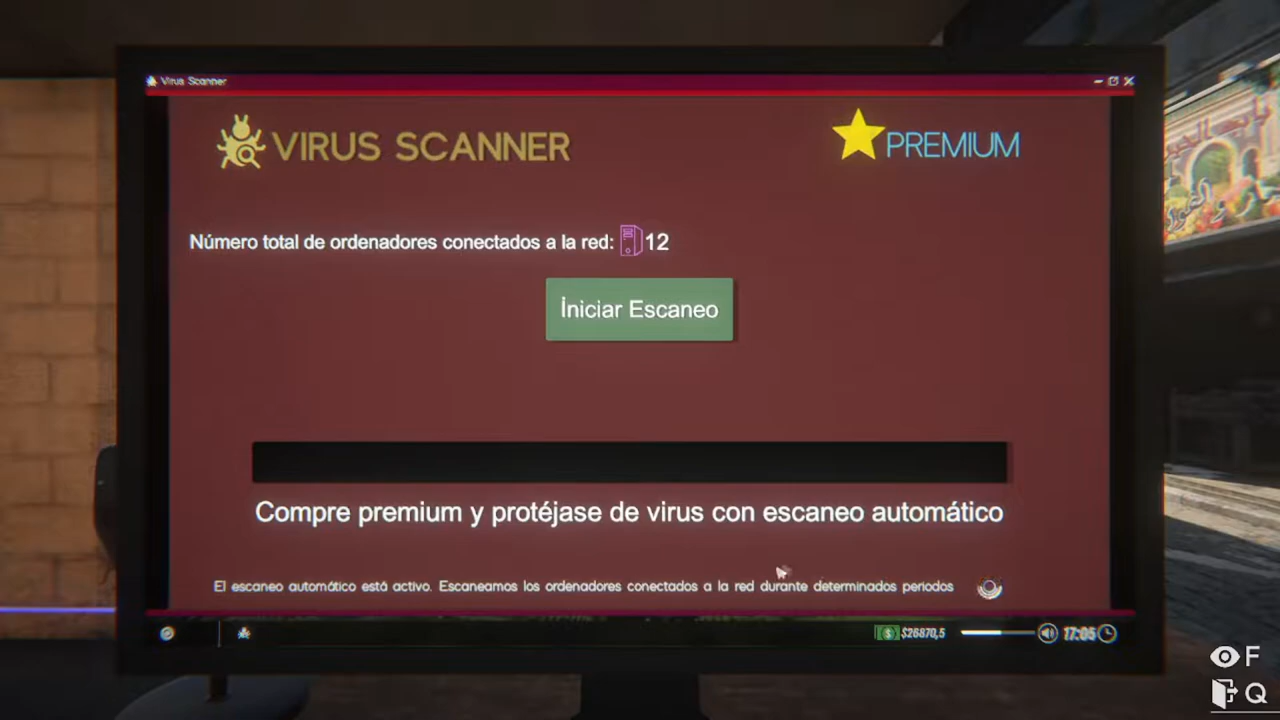 Virus Scanner
VIRUS SCANNER
PREMIUM
Número total de ordenadores conectados a la red: 12
İniciar Escaneo
Compre premium y protéjase de virus con escaneo automático
El escaneo automático está activo. Escaneamos los ordenadores conectados a la red durante determinados periodos
$26870,5
17:05
F
Q